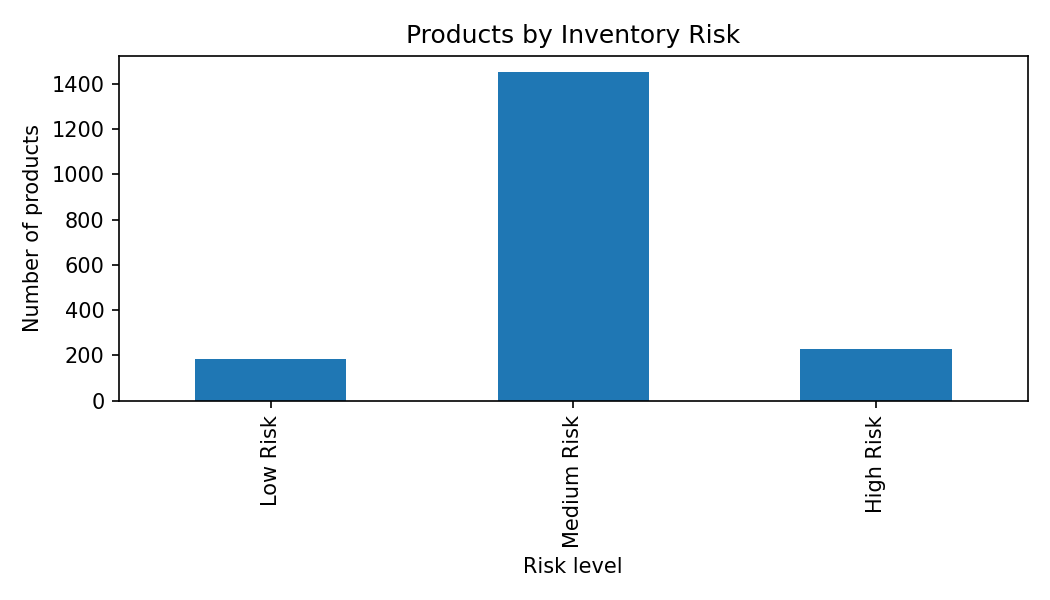 Products by Inventory Risk
Number of products
1400
1200
1000
800
600
400
200
0
Low Risk
Medium Risk
High Risk
Risk level